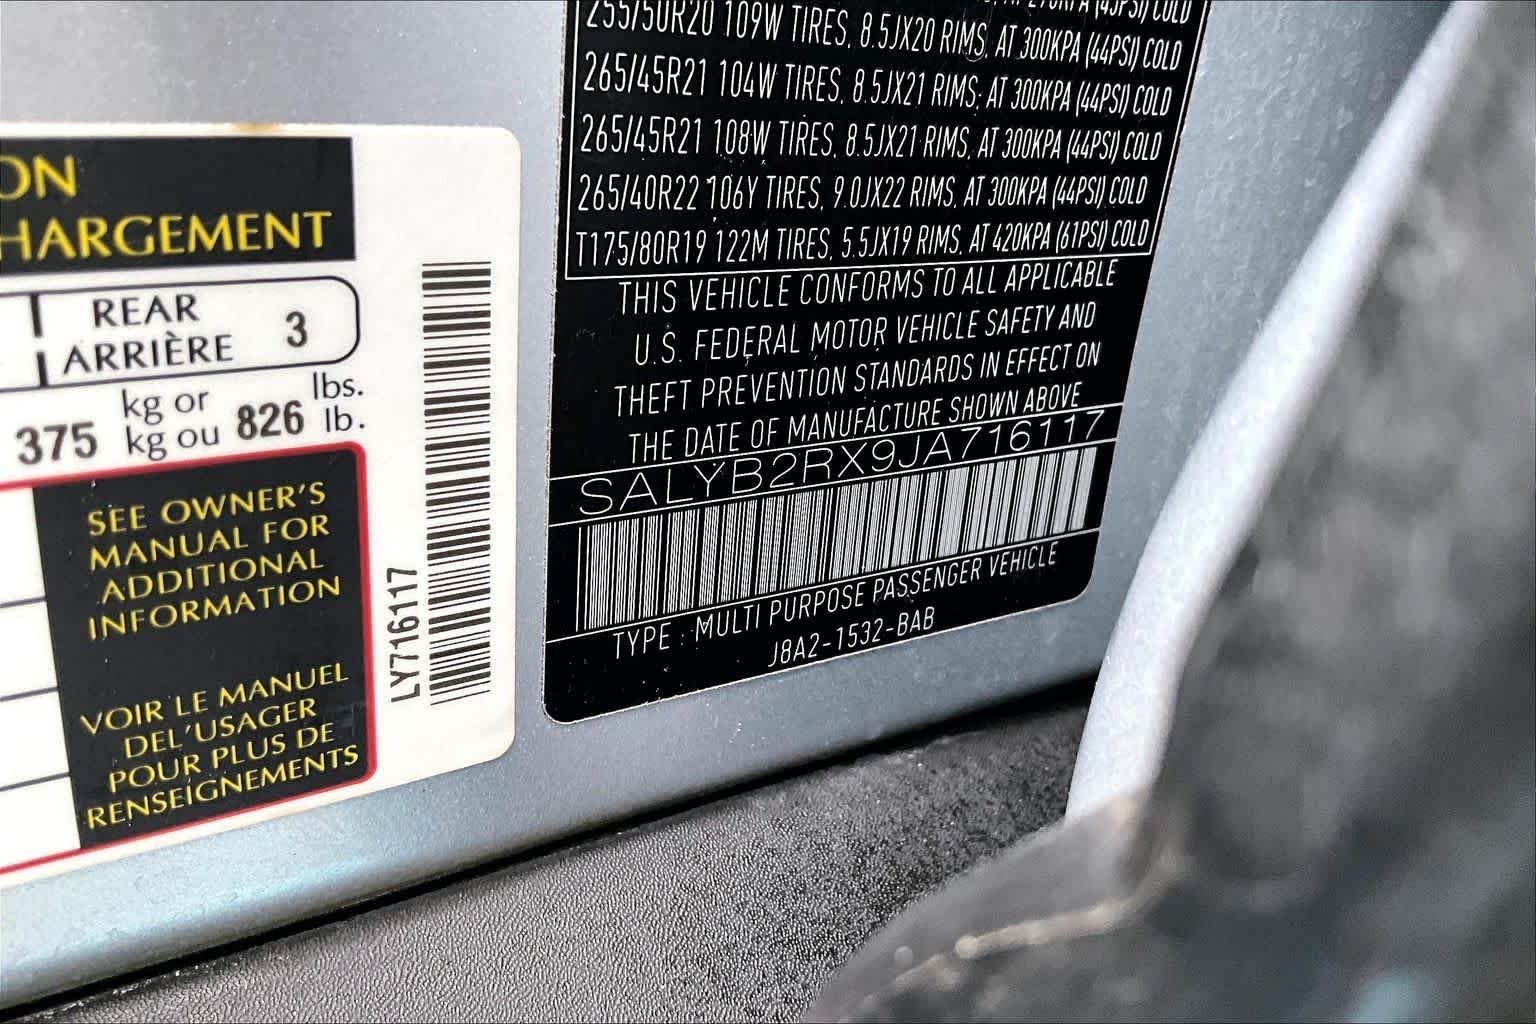 ON
HARGEMENT
REAR
ARRIÈRE 3
375 kg or
kg ou 826 lbs.
lb.
SEE OWNER'S
MANUAL FOR
ADDITIONAL
INFORMATION
VOIR LE MANUEL
DEL'USAGER
POUR PLUS DE
RENSEIGNEMENTS
LY716117
(43PSI) COLD
255/50R20 109W TIRES, 8.5JX20 RIMS, AT 300KPA (44PSI) COLD
265/45R21 104W TIRES, 8.5JX21 RIMS, AT 300KPA (44PSI) COLD
265/45R21 108W TIRES, 8.5JX21 RIMS, AT 300KPA (44PSI) COLD
265/40R22 106Y TIRES, 9.0JX22 RIMS, AT 300KPA (44PSI) COLD
T175/80R19 122M TIRES, 5.5JX19 RIMS, AT 420KPA (61PSI) COLD
THIS VEHICLE CONFORMS TO ALL APPLICABLE
U.S. FEDERAL MOTOR VEHICLE SAFETY AND
THEFT PREVENTION STANDARDS IN EFFECT ON
THE DATE OF MANUFACTURE SHOWN ABOVE
SALYB2RX9JA716117
TYPE : MULTI PURPOSE PASSENGER VEHICLE
J8A2-1532-BAB